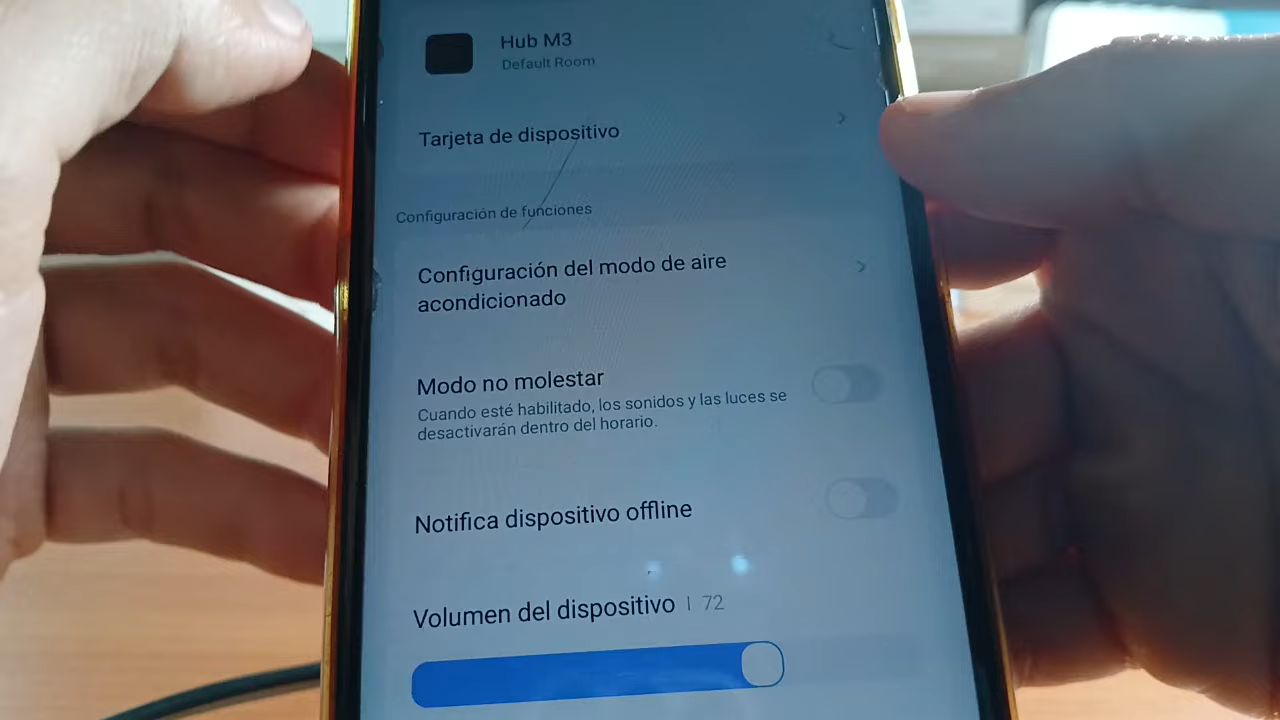 Hub M3
Default Room
Tarjeta de dispositivo
Configuración de funciones
Configuración del modo de aire
acondicionado
Modo no molestar
Cuando esté habilitado, los sonidos y las luces se
desactivarán dentro del horario.
Notifica dispositivo offline
Volumen del dispositivo | 72